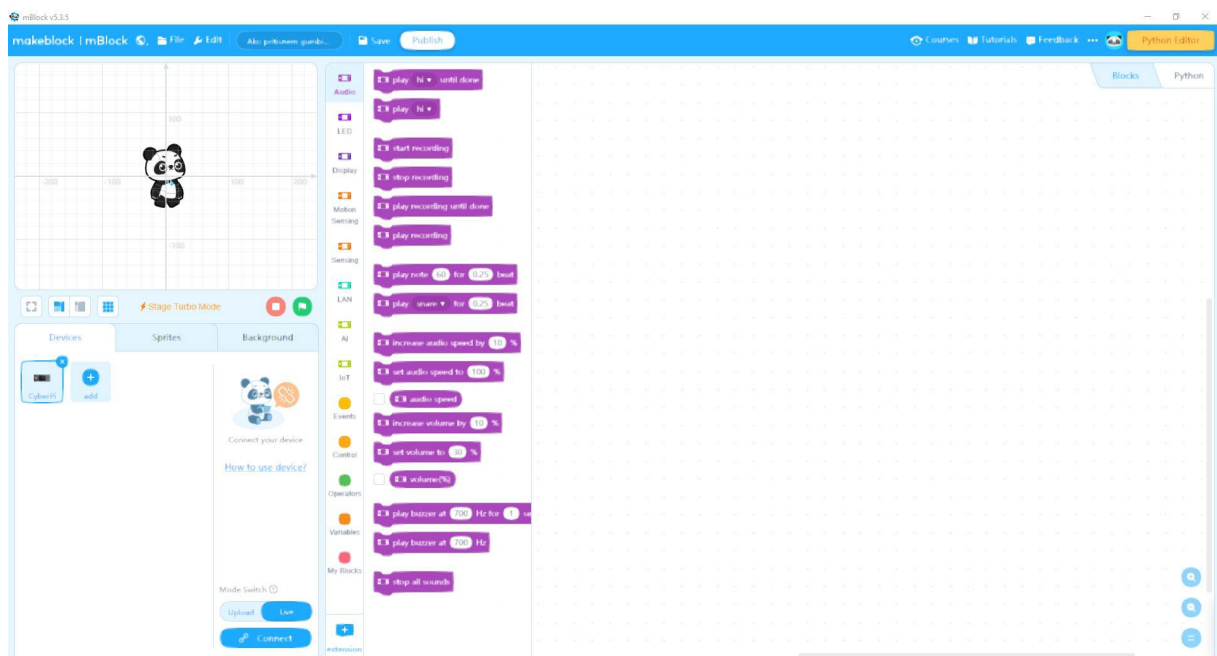 mBlock v5.3.5
makeblock | mBlock File Edit Save Publish Courses Tutorials Feedback Python Editor
Blocks Python
100
-200 -100 100 200
-100
Stage Turbo Mode
Devices Sprites Background
CyberPi add
Connect your device
How to use device?
Mode Switch
Upload Live
Connect
Audio
LED
Display
Motion
Sensing
Sensing
LAN
AI
IoT
Events
Control
Operators
Variables
My Blocks
extension
play hi until done
play hi
start recording
stop recording
play recording until done
play recording
play note 60 for 0.25 beat
play snare for 0.25 beat
increase audio speed by 10 %
set audio speed to 100 %
audio speed
increase volume by 10 %
set volume to 30 %
volume(%)
play buzzer at 700 Hz for 1 se
play buzzer at 700 Hz
stop all sounds